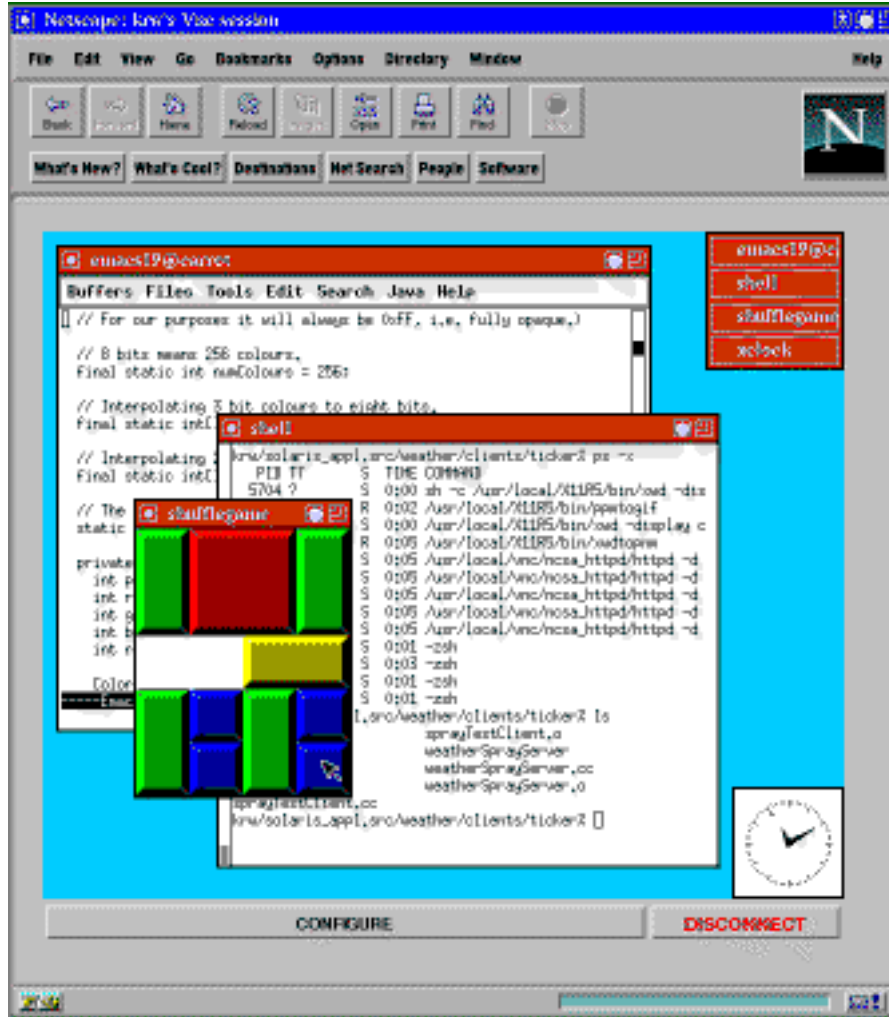 Netscape: krw's Vnc session
File Edit View Go Bookmarks Options Directory Window Help
Back Forward Home Reload Images Open Print Find Stop
N
What's New? What's Cool? Destinations Net Search People Software
emacs19@c
shell
shufflegame
xclock
emacs19@carrot
Buffers Files Tools Edit Search Java Help
// For our purposes it will always be 0xff, i.e. fully opaque.)
// 8 bits means 256 colours.
final static int numColours = 256;
// Interpolating 3 bit colours to eight bits.
final static int[
// Interpolating
final static int[
// The
static
private
int p
int r
int g
int b
int r
Color
Emac
shell
krw/solaris_appl.src/weather/clients/ticker% ps -x
PID TT S TIME COMMAND
5704 ? S 0:00 sh -c /usr/local/X11R5/bin/xwd -dis
R 0:02 /usr/local/X11R5/bin/ppmtogif
S 0:00 /usr/local/X11R5/bin/xwd -display c
R 0:05 /usr/local/X11R5/bin/xwdtopnm
S 0:05 /usr/local/vnc/ncsa_httpd/httpd -d
S 0:05 /usr/local/vnc/ncsa_httpd/httpd -d
S 0:05 /usr/local/vnc/ncsa_httpd/httpd -d
S 0:05 /usr/local/vnc/ncsa_httpd/httpd -d
S 0:05 /usr/local/vnc/ncsa_httpd/httpd -d
S 0:01 -zsh
S 0:03 -zsh
S 0:01 -zsh
S 0:01 -zsh
l.src/weather/clients/ticker% ls
sprayTestClient.o
weatherSprayServer
weatherSprayServer.cc
weatherSprayServer.o
sprayTestClient.cc
krw/solaris_appl.src/weather/clients/ticker%
shufflegame
CONFIGURE DISCONNECT